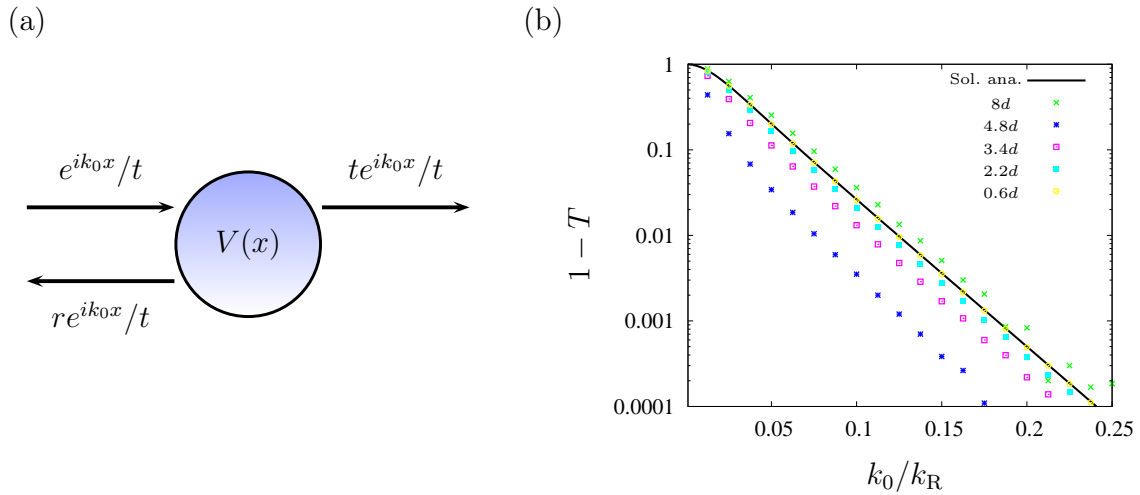 (a)
(b)
e^{ik_0x}/t
te^{ik_0x}/t
V(x)
re^{ik_0x}/t
1 − T
1
0.1
0.01
0.001
0.0001
Sol. ana.
8d
4.8d
3.4d
2.2d
0.6d
0.05
0.1
0.15
0.2
0.25
k_0/k_R